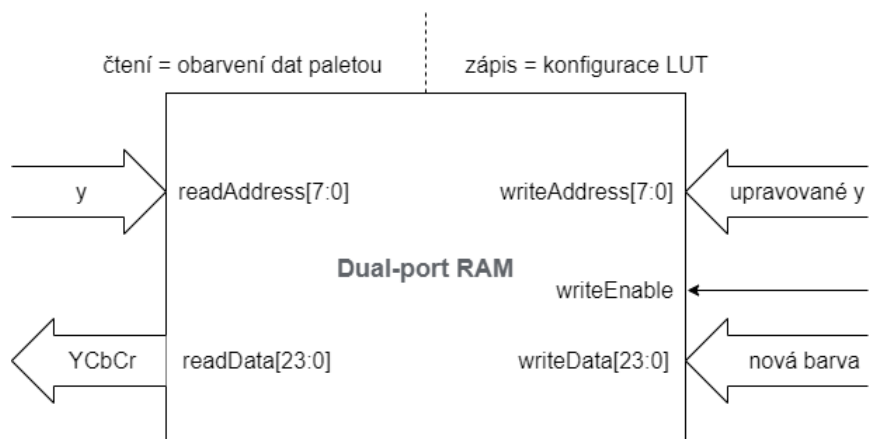 čtení = obarvení dat paletou
zápis = konfigurace LUT
y
readAddress[7:0]
writeAddress[7:0]
upravované y
Dual-port RAM
writeEnable
YCbCr
readData[23:0]
writeData[23:0]
nová barva